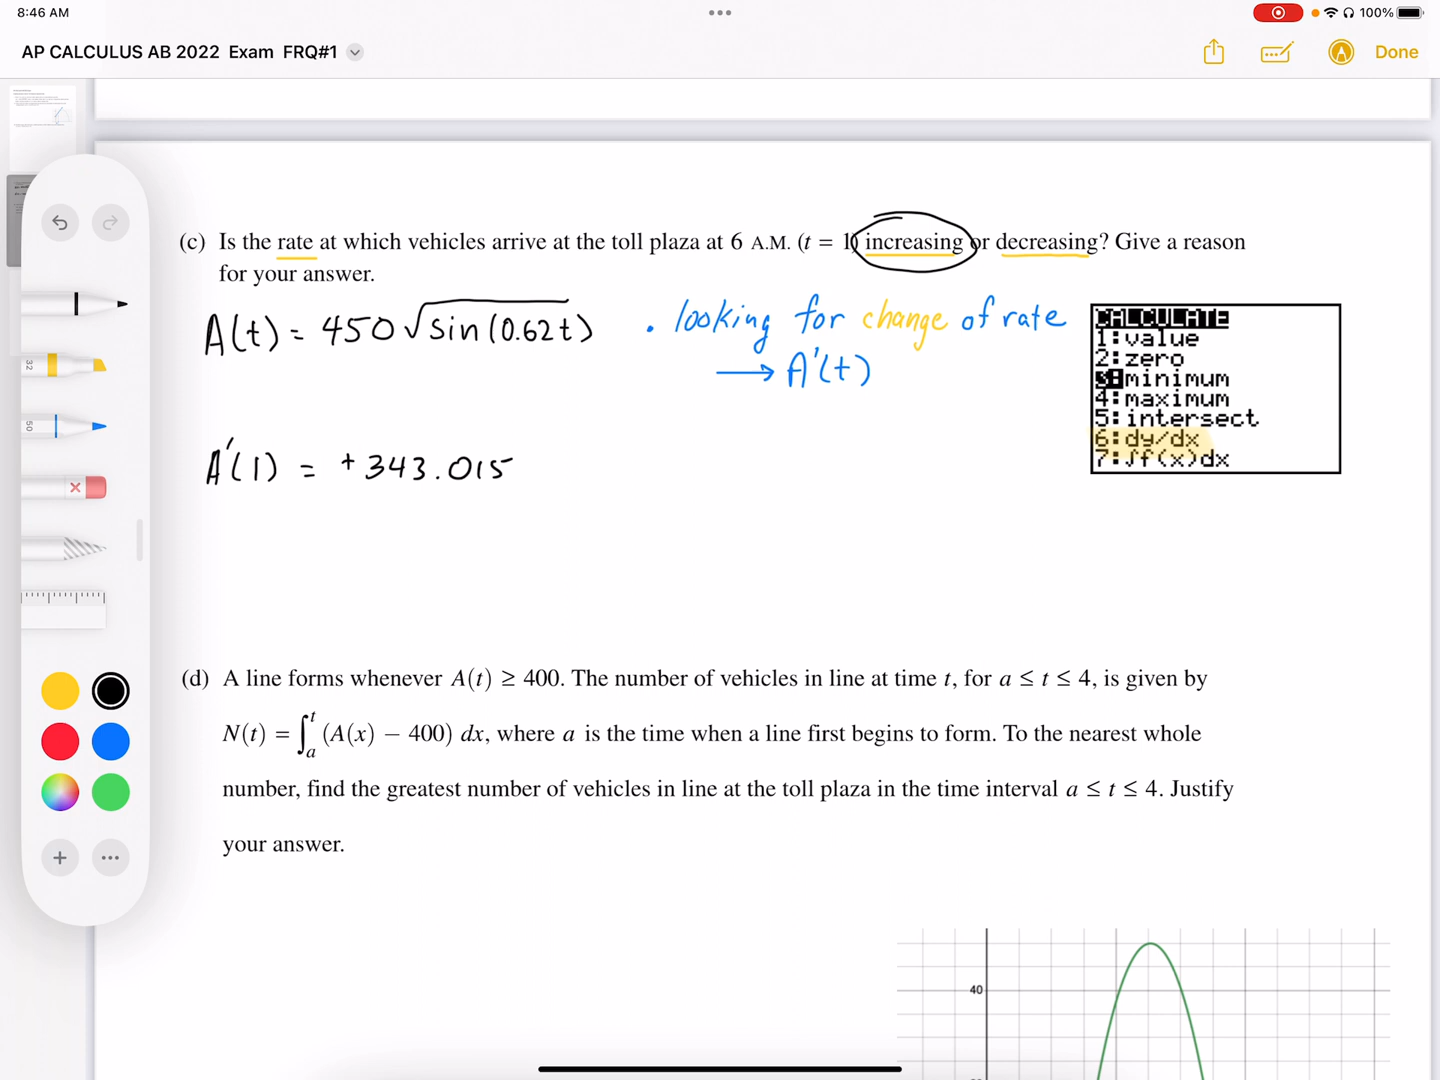 8:46 AM
100%
AP CALCULUS AB 2022 Exam FRQ#1
Done
(c) Is the rate at which vehicles arrive at the toll plaza at 6 A.M. (t = 1) increasing or decreasing? Give a reason
for your answer.
A(t) = 450√sin(0.62t)
• looking for change of rate
→ A'(t)
CALCULATE
1:value
2:zero
3:minimum
4:maximum
5:intersect
6:dy/dx
7:∫f(x)dx
A'(1) = +343.015
32
50
(d) A line forms whenever A(t) ≥ 400. The number of vehicles in line at time t, for a ≤ t ≤ 4, is given by
N(t) = ∫ₐᵗ (A(x) − 400) dx, where a is the time when a line first begins to form. To the nearest whole
number, find the greatest number of vehicles in line at the toll plaza in the time interval a ≤ t ≤ 4. Justify
your answer.
40